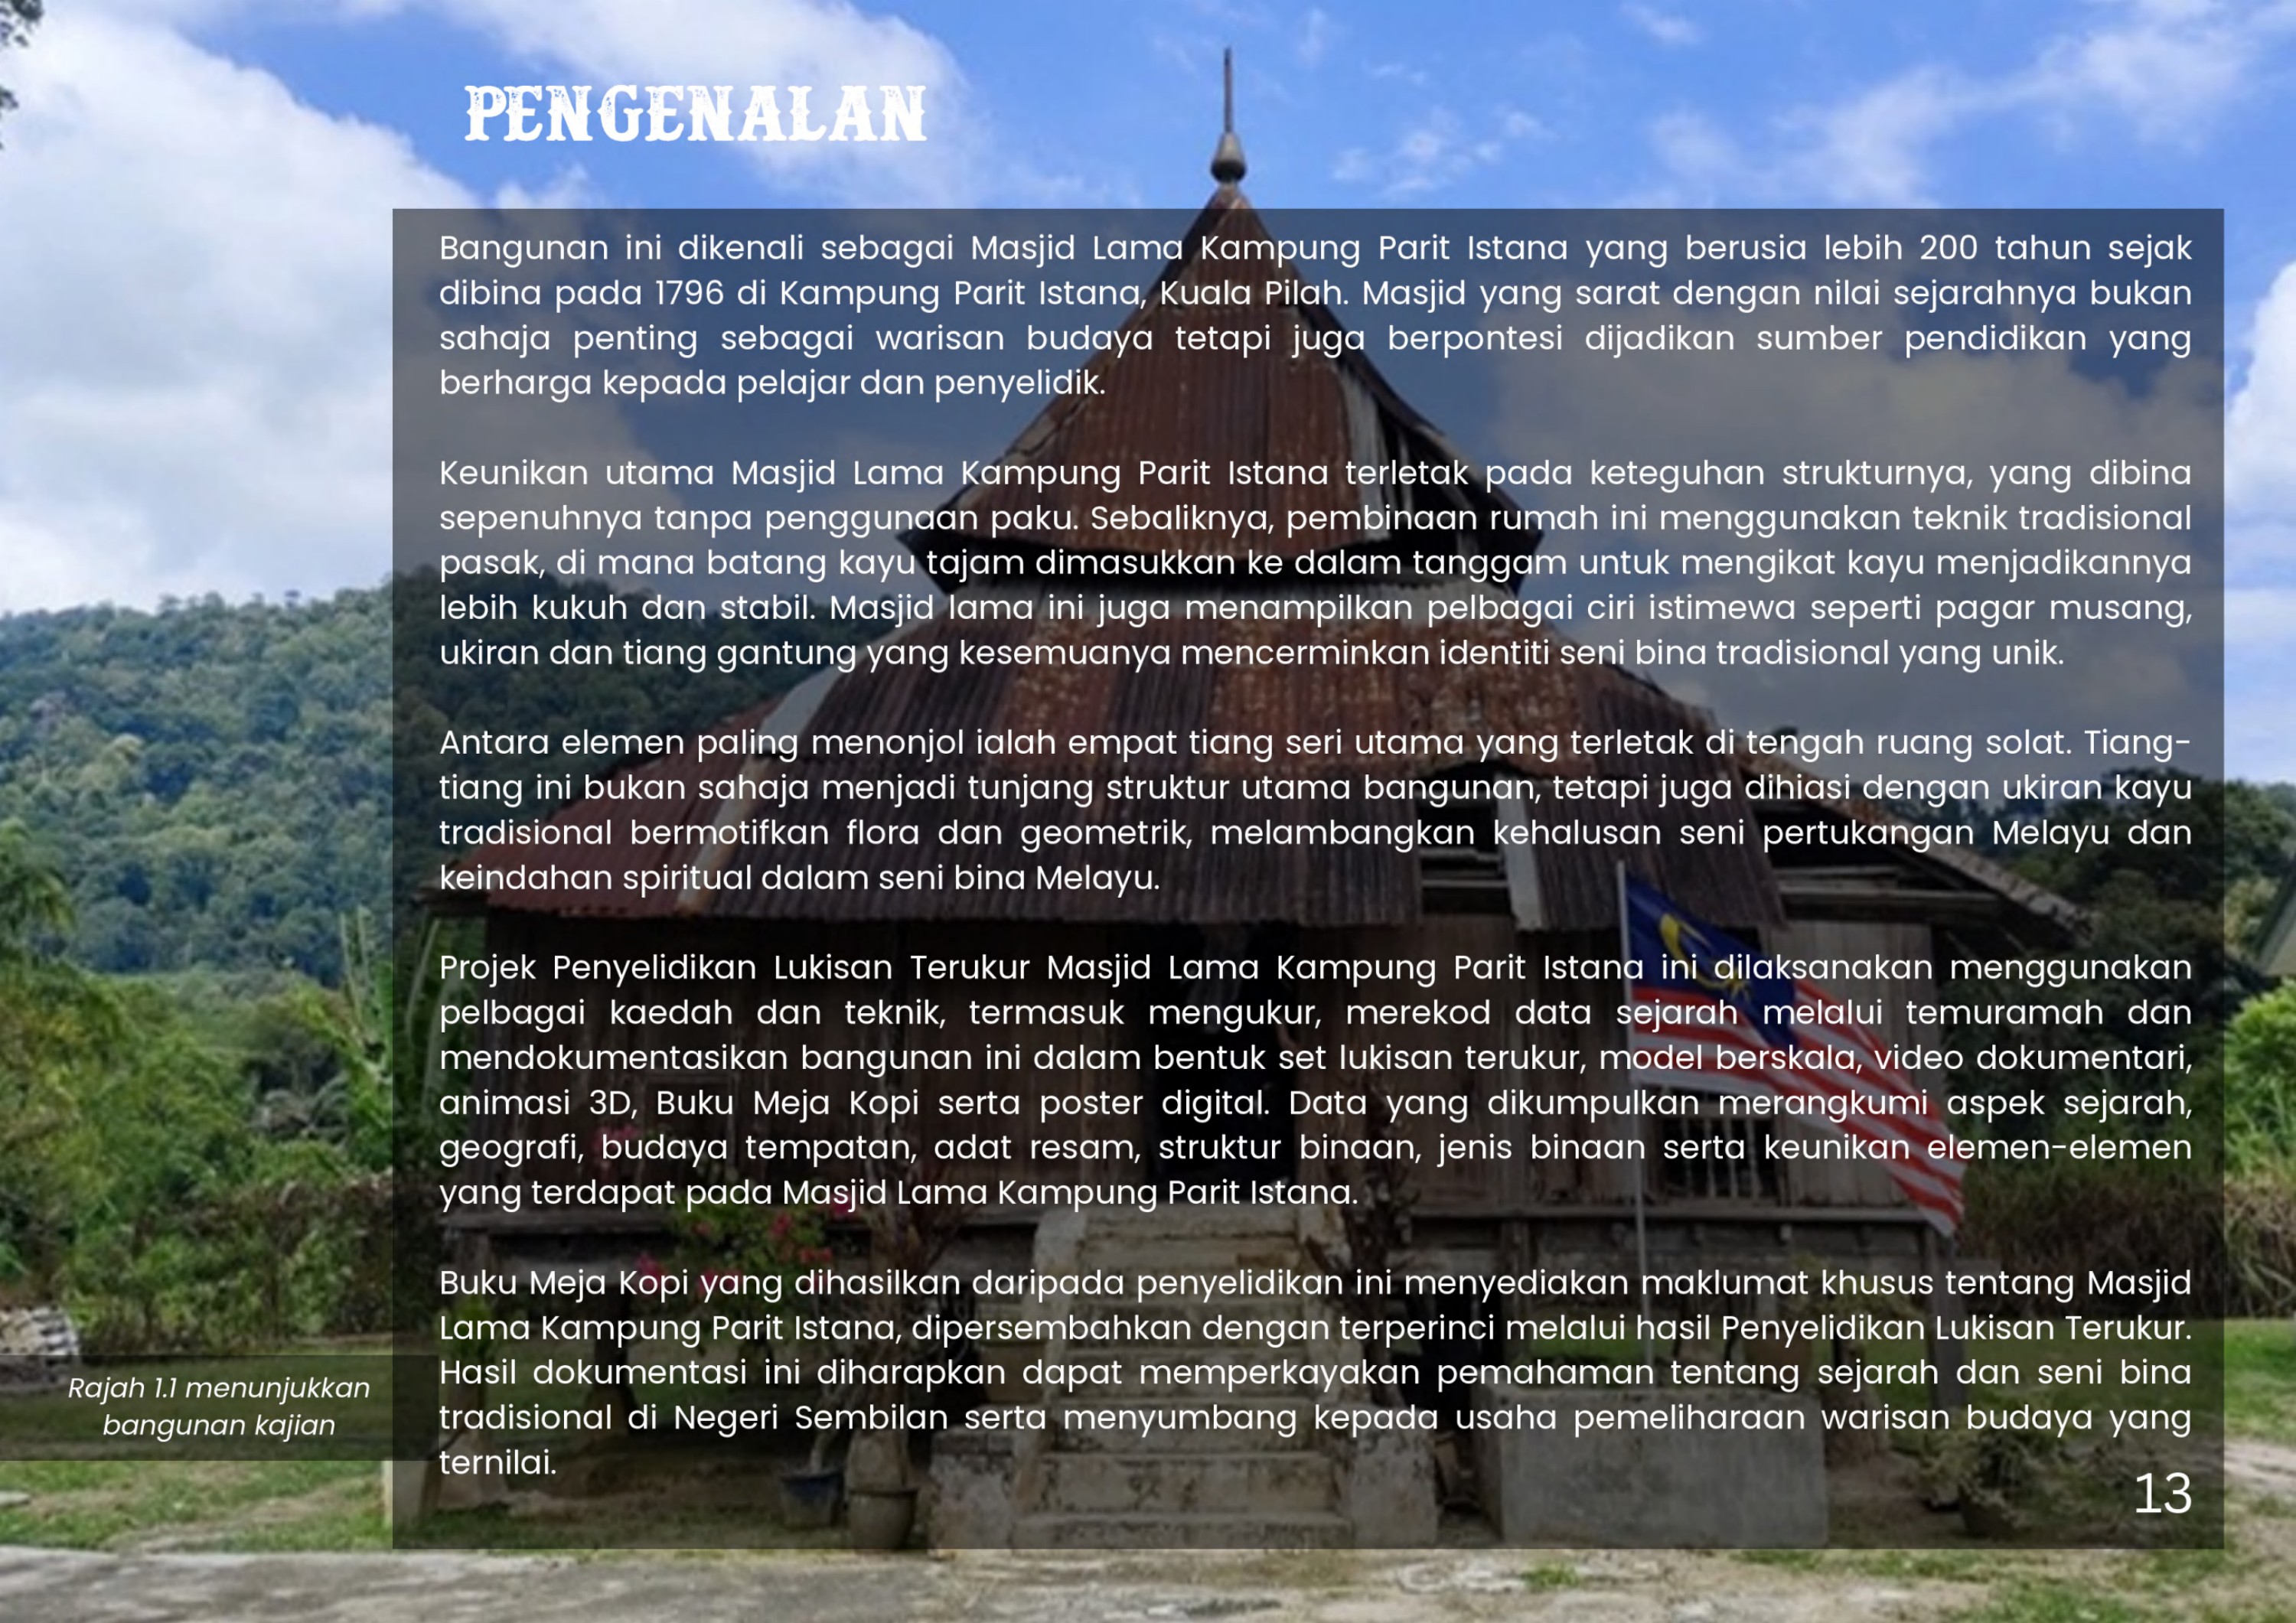 PENGENALAN
Bangunan ini dikenali sebagai Masjid Lama Kampung Parit Istana yang berusia lebih 200 tahun sejak
dibina pada 1796 di Kampung Parit Istana, Kuala Pilah. Masjid yang sarat dengan nilai sejarahnya bukan
sahaja penting sebagai warisan budaya tetapi juga berpontesi dijadikan sumber pendidikan yang
berharga kepada pelajar dan penyelidik.
Keunikan utama Masjid Lama Kampung Parit Istana terletak pada keteguhan strukturnya, yang dibina
sepenuhnya tanpa penggunaan paku. Sebaliknya, pembinaan rumah ini menggunakan teknik tradisional
pasak, di mana batang kayu tajam dimasukkan ke dalam tanggam untuk mengikat kayu menjadikannya
lebih kukuh dan stabil. Masjid lama ini juga menampilkan pelbagai ciri istimewa seperti pagar musang,
ukiran dan tiang gantung yang kesemuanya mencerminkan identiti seni bina tradisional yang unik.
Antara elemen paling menonjol ialah empat tiang seri utama yang terletak di tengah ruang solat. Tiang-
tiang ini bukan sahaja menjadi tunjang struktur utama bangunan, tetapi juga dihiasi dengan ukiran kayu
tradisional bermotifkan flora dan geometrik, melambangkan kehalusan seni pertukangan Melayu dan
keindahan spiritual dalam seni bina Melayu.
Projek Penyelidikan Lukisan Terukur Masjid Lama Kampung Parit Istana ini dilaksanakan menggunakan
pelbagai kaedah dan teknik, termasuk mengukur, merekod data sejarah melalui temuramah dan
mendokumentasikan bangunan ini dalam bentuk set lukisan terukur, model berskala, video dokumentari,
animasi 3D, Buku Meja Kopi serta poster digital. Data yang dikumpulkan merangkumi aspek sejarah,
geografi, budaya tempatan, adat resam, struktur binaan, jenis binaan serta keunikan elemen-elemen
yang terdapat pada Masjid Lama Kampung Parit Istana.
Buku Meja Kopi yang dihasilkan daripada penyelidikan ini menyediakan maklumat khusus tentang Masjid
Lama Kampung Parit Istana, dipersembahkan dengan terperinci melalui hasil Penyelidikan Lukisan Terukur.
Hasil dokumentasi ini diharapkan dapat memperkayakan pemahaman tentang sejarah dan seni bina
tradisional di Negeri Sembilan serta menyumbang kepada usaha pemeliharaan warisan budaya yang
ternilai.
Rajah 1.1 menunjukkan
bangunan kajian
13